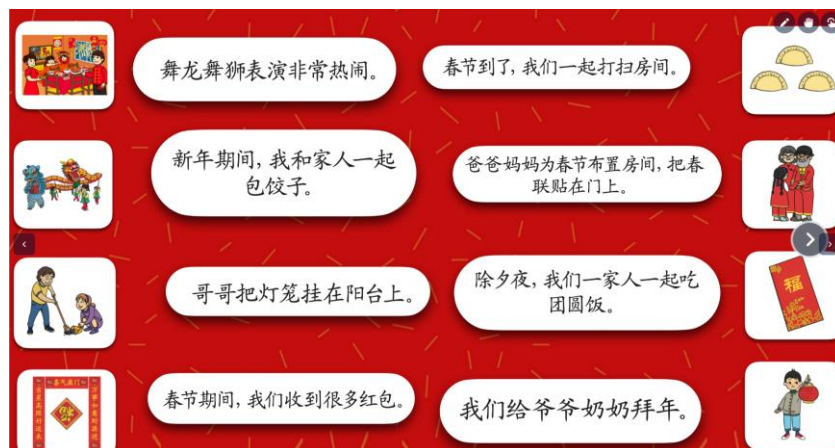 舞龙舞狮表演非常热闹。
春节到了，我们一起打扫房间。
新年期间，我和家人一起
包饺子。
爸爸妈妈为春节布置房间，把春
联贴在门上。
哥哥把灯笼挂在阳台上。
除夕夜，我们一家人一起吃
团圆饭。
福
春节期间，我们收到很多红包。
我们给爷爷奶奶拜年。